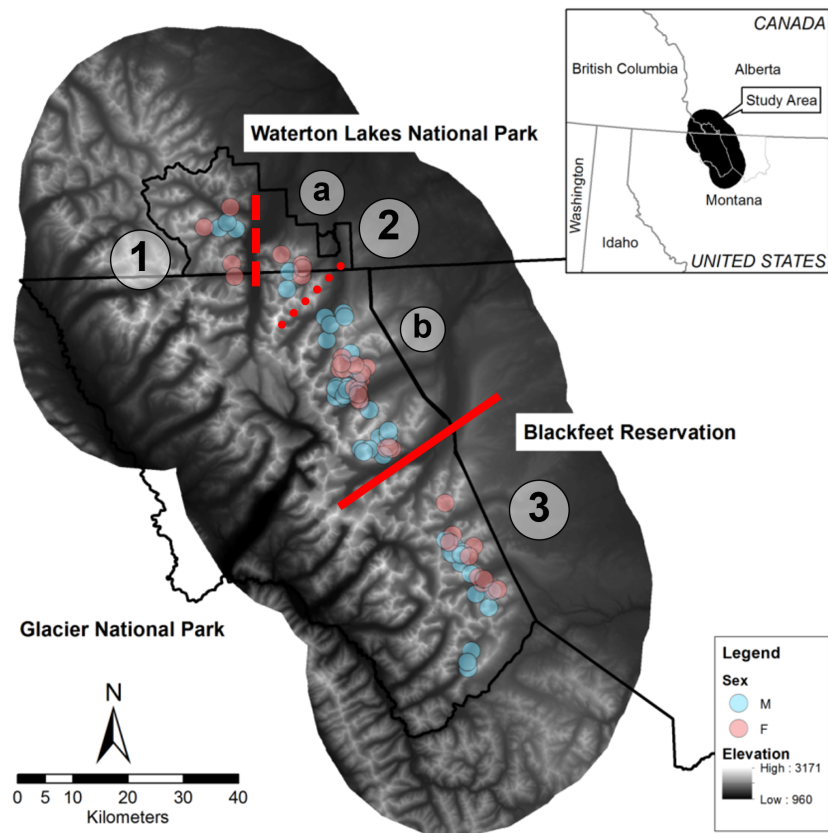 CANADA
British Columbia
Alberta
Study Area
Washington
Montana
Idaho
UNITED STATES
Waterton Lakes National Park
a
2
1
b
Blackfeet Reservation
3
Glacier National Park
N
0 5 10 20 30 40
Kilometers
Legend
Sex
M
F
Elevation
High : 3171
Low : 960